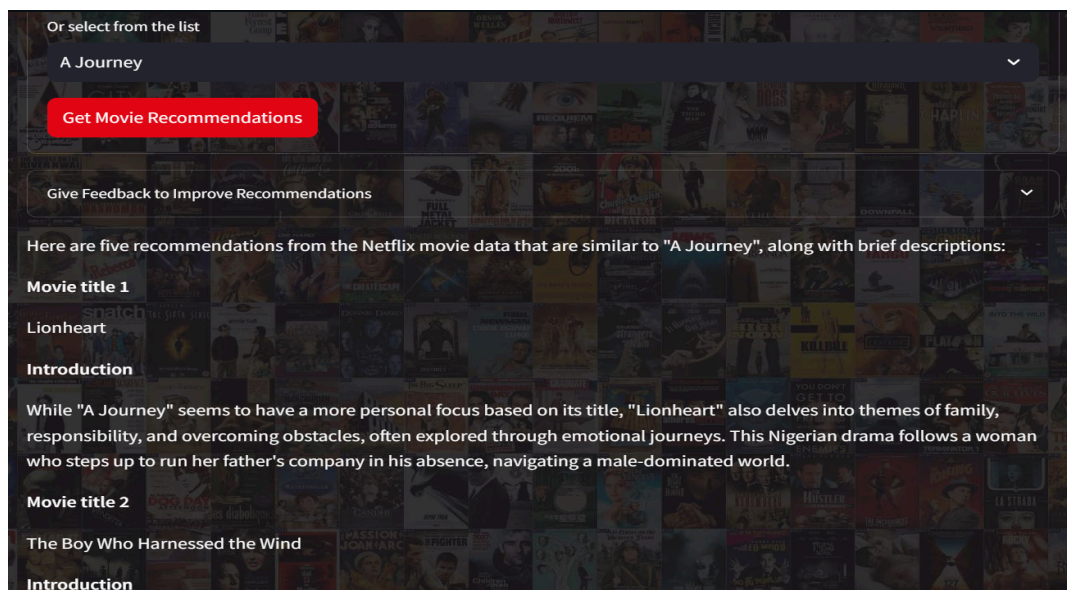 Or select from the list
A Journey
Get Movie Recommendations
Give Feedback to Improve Recommendations
Here are five recommendations from the Netflix movie data that are similar to "A Journey", along with brief descriptions:
Movie title 1
Lionheart
Introduction
While "A Journey" seems to have a more personal focus based on its title, "Lionheart" also delves into themes of family,
responsibility, and overcoming obstacles, often explored through emotional journeys. This Nigerian drama follows a woman
who steps up to run her father's company in his absence, navigating a male-dominated world.
Movie title 2
The Boy Who Harnessed the Wind
Introduction